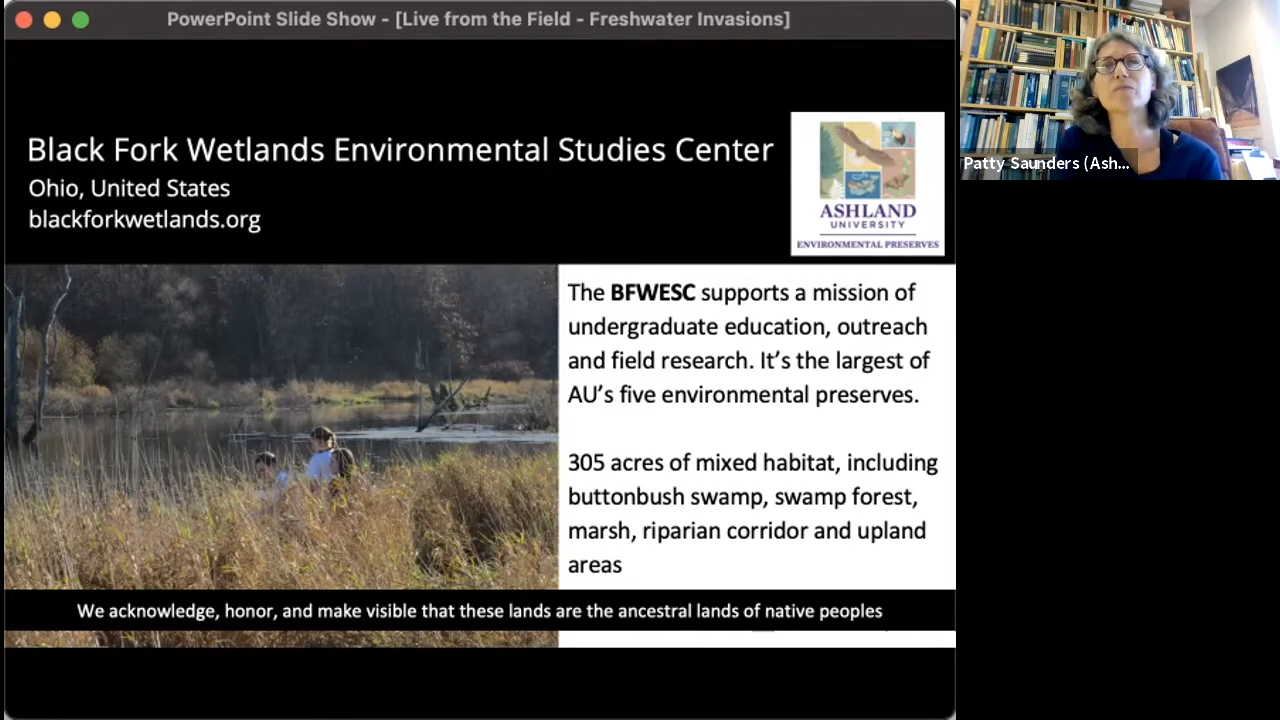 PowerPoint Slide Show - [Live from the Field - Freshwater Invasions]
Black Fork Wetlands Environmental Studies Center
Ohio, United States
blackforkwetlands.org
ASHLAND
UNIVERSITY
ENVIRONMENTAL PRESERVES
Patty Saunders (Ash...
The BFWESC supports a mission of
undergraduate education, outreach
and field research. It’s the largest of
AU’s five environmental preserves.
305 acres of mixed habitat, including
buttonbush swamp, swamp forest,
marsh, riparian corridor and upland
areas
We acknowledge, honor, and make visible that these lands are the ancestral lands of native peoples